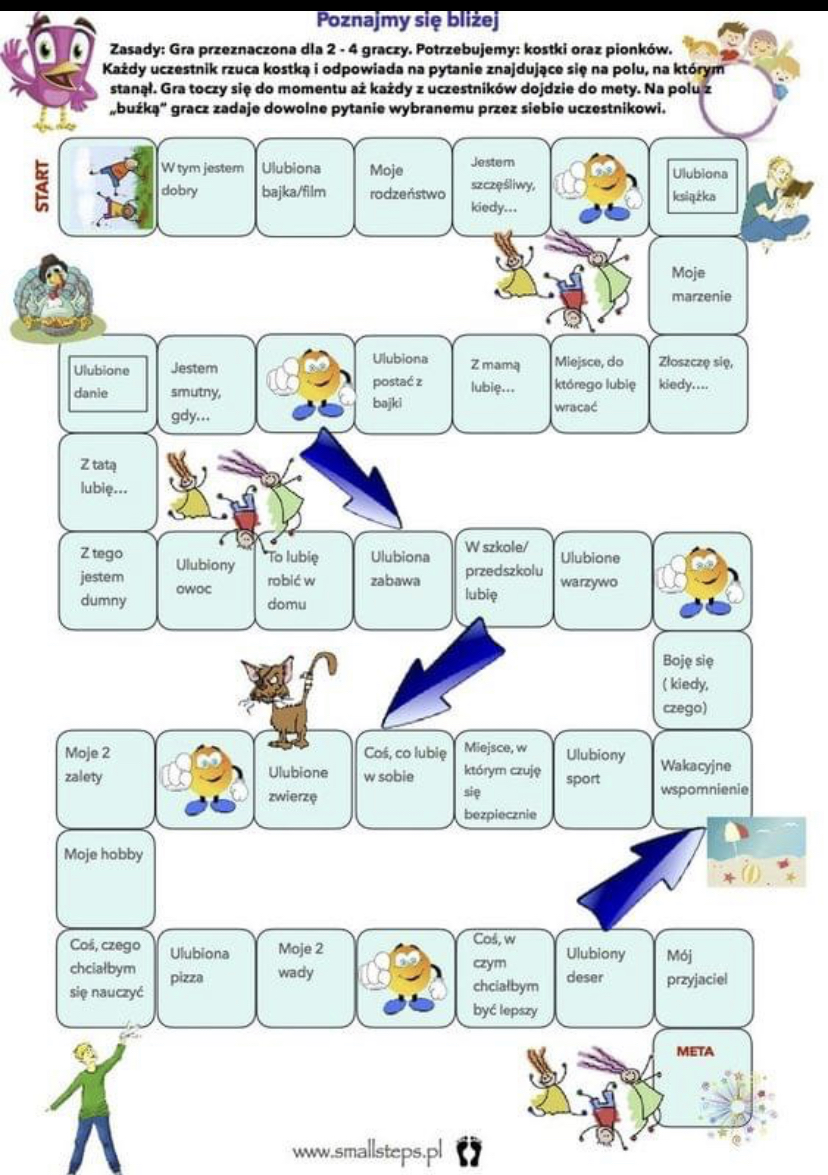 Poznajmy się bliżej
Zasady: Gra przeznaczona dla 2 - 4 graczy. Potrzebujemy: kostki oraz pionków.
Każdy uczestnik rzuca kostką i odpowiada na pytanie znajdujące się na polu, na którym
stanął. Gra toczy się do momentu aż każdy z uczestników dojdzie do mety. Na polu z
„buźką” gracz zadaje dowolne pytanie wybranemu przez siebie uczestnikowi.
START
W tym jestem
dobry
Ulubiona
bajka/film
Moje
rodzeństwo
Jestem
szczęśliwy,
kiedy...
Ulubiona
książka
Moje
marzenie
Złoszczę się,
kiedy....
Miejsce, do
którego lubię
wracać
Z mamą
lubię...
Ulubiona
postać z
bajki
Jestem
smutny,
gdy...
Ulubione
danie
Z tatą
lubię...
Z tego
jestem
dumny
Ulubiony
owoc
To lubię
robić w
domu
Ulubiona
zabawa
W szkole/
przedszkolu
lubię
Ulubione
warzywo
Boję się
( kiedy,
czego)
Wakacyjne
wspomnienie
Ulubiony
sport
Miejsce, w
którym czuję
się
bezpiecznie
Coś, co lubię
w sobie
Ulubione
zwierzę
Moje 2
zalety
Moje hobby
Coś, czego
chciałbym
się nauczyć
Ulubiona
pizza
Moje 2
wady
Coś, w
czym
chciałbym
być lepszy
Ulubiony
deser
Mój
przyjaciel
META
www.smallsteps.pl